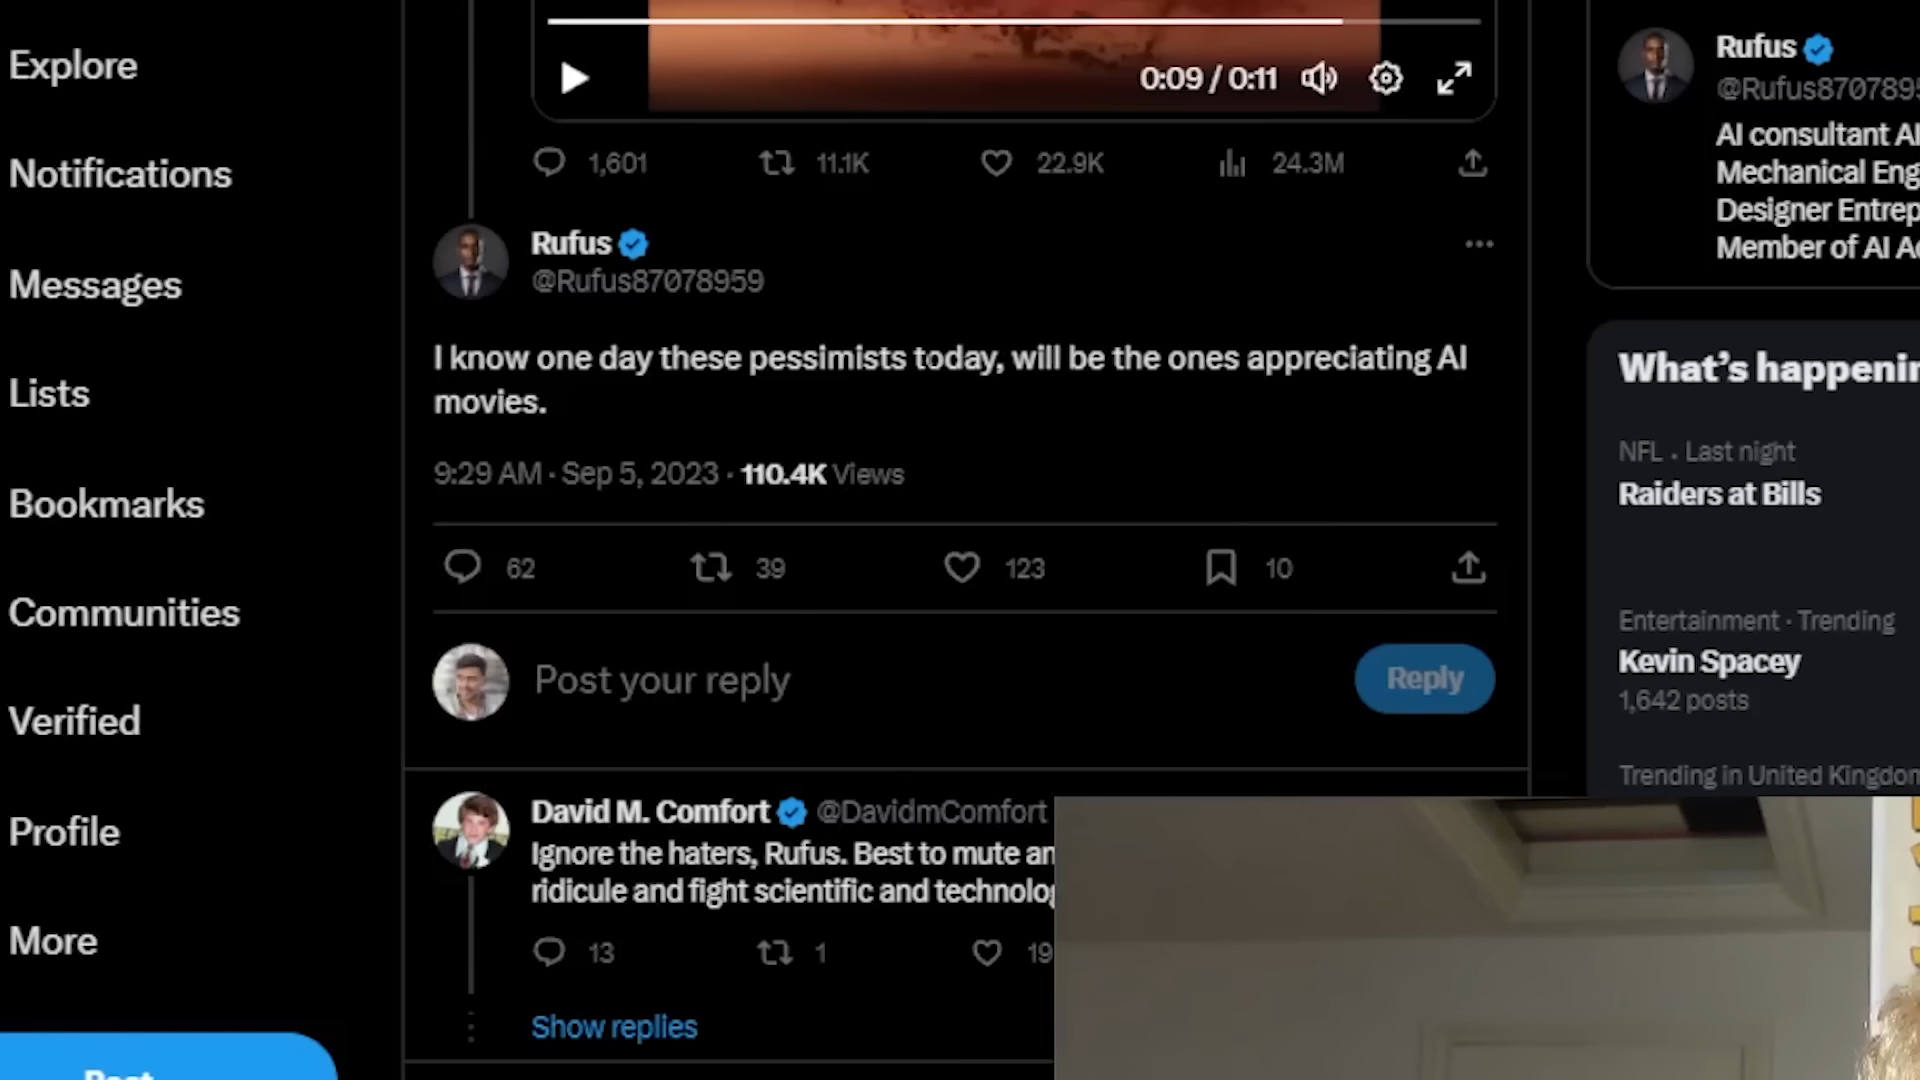 Explore
Notifications
Messages
Lists
Bookmarks
Communities
Verified
Profile
More
Post
0:09 / 0:11
1,601 11.1K 22.9K 24.3M
Rufus
@Rufus87078959
I know one day these pessimists today, will be the ones appreciating AI
movies.
9:29 AM · Sep 5, 2023 · 110.4K Views
62 39 123 10
Post your reply
Reply
David M. Comfort @DavidmComfort
Ignore the haters, Rufus. Best to mute an
ridicule and fight scientific and technolog
13 1 19
Show replies
Rufus
@Rufus8707895
AI consultant AI
Mechanical Eng
Designer Entrep
Member of AI A
What's happenin
NFL · Last night
Raiders at Bills
Entertainment · Trending
Kevin Spacey
1,642 posts
Trending in United Kingdom